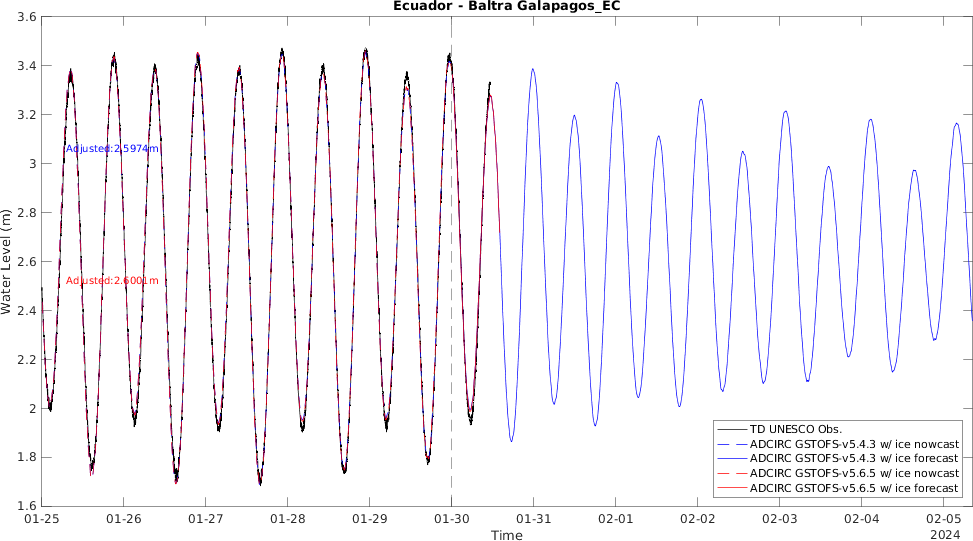 Ecuador - Baltra Galapagos_EC
3.6
3.4
3.2
3
2.8
2.6
2.4
2.2
2
1.8
1.6
Water Level (m)
Adjusted:2.5974m
Adjusted:2.6001m
TD UNESCO Obs.
ADCIRC GSTOFS-v5.4.3 w/ ice nowcast
ADCIRC GSTOFS-v5.4.3 w/ ice forecast
ADCIRC GSTOFS-v5.6.5 w/ ice nowcast
ADCIRC GSTOFS-v5.6.5 w/ ice forecast
01-25 01-26 01-27 01-28 01-29 01-30 01-31 02-01 02-02 02-03 02-04 02-05
Time
2024